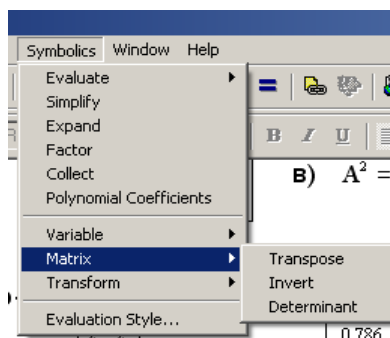 Symbolics Window Help
Evaluate
Simplify
Expand
Factor
Collect
Polynomial Coefficients
Variable
Matrix
Transform
Evaluation Style...
Transpose
Invert
Determinant
B I U
B) A² =
0.786